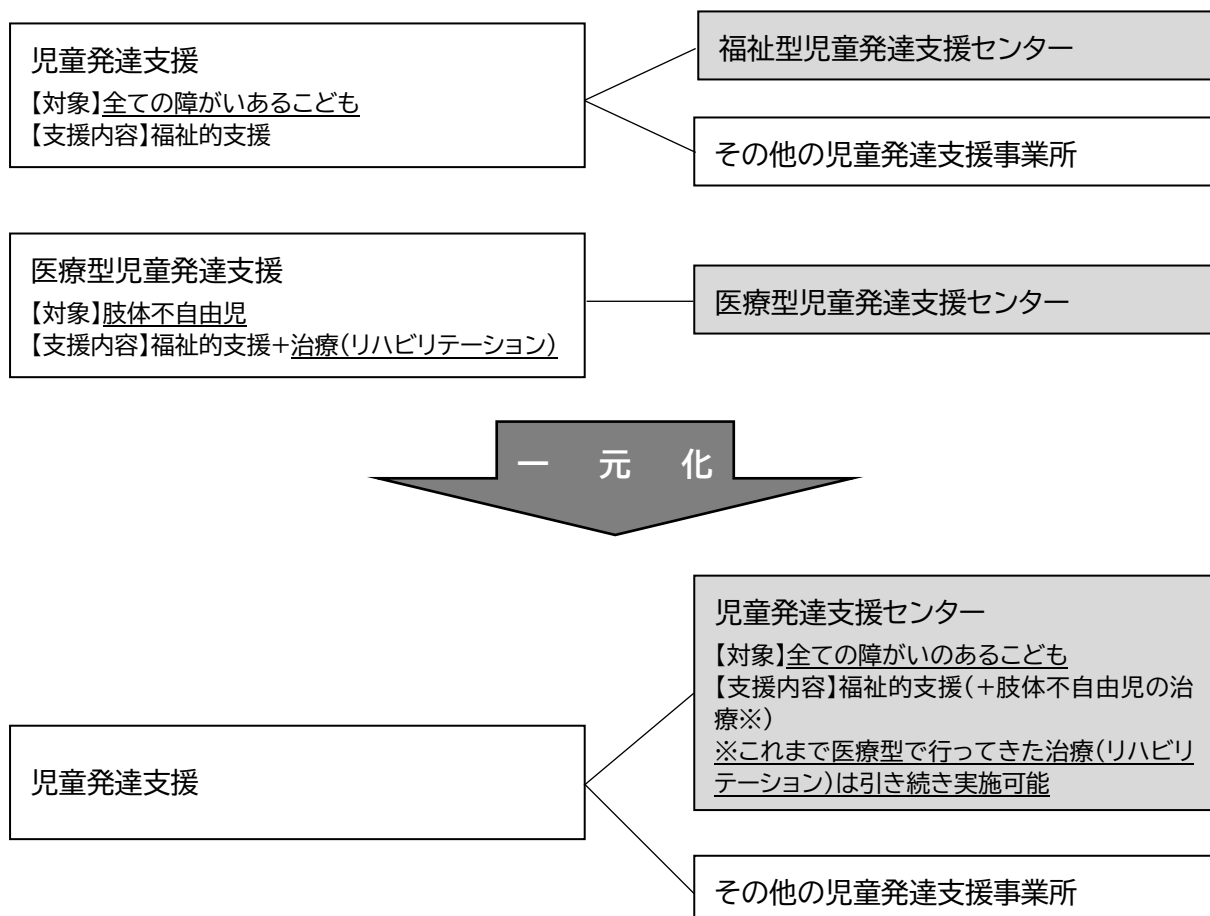 児童発達支援
【対象】全ての障がいあるこども
【支援内容】福祉的支援
福祉型児童発達支援センター
その他の児童発達支援事業所
医療型児童発達支援
【対象】肢体不自由児
【支援内容】福祉的支援+治療(リハビリテーション)
医療型児童発達支援センター
一 元 化
児童発達支援
児童発達支援センター
【対象】全ての障がいのあるこども
【支援内容】福祉的支援(+肢体不自由児の治
療※)
※これまで医療型で行ってきた治療(リハビリ
テーション)は引き続き実施可能
その他の児童発達支援事業所